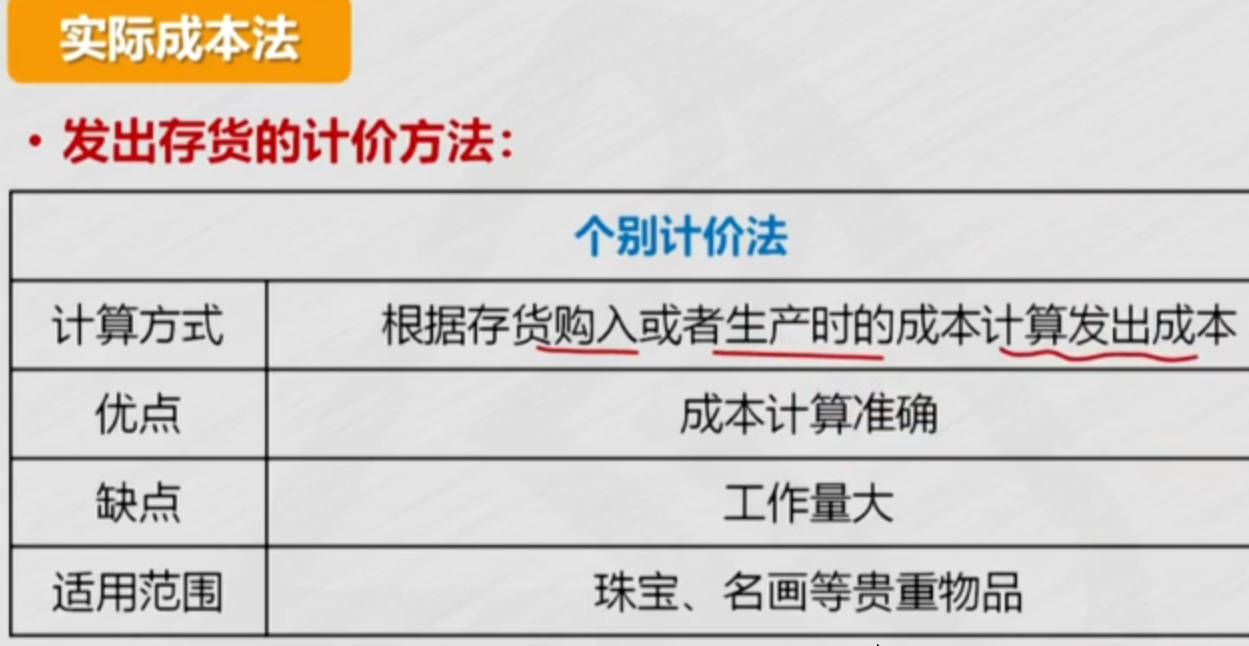 实际成本法
·发出存货的计价方法：
个别计价法
计算方式 根据存货购入或者生产时的成本计算发出成本
优点 成本计算准确
缺点 工作量大
适用范围 珠宝、名画等贵重物品